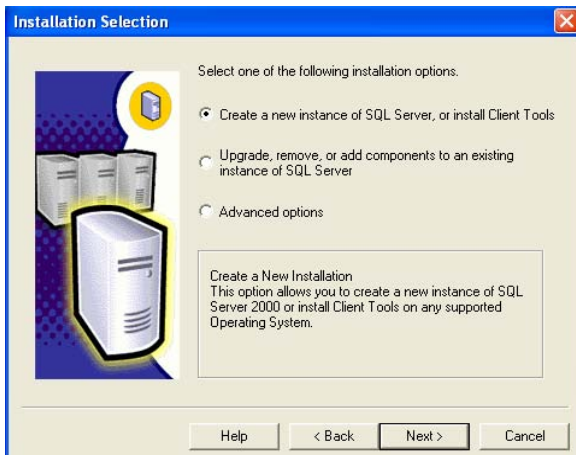 Installation Selection
Select one of the following installation options.
Create a new instance of SQL Server, or install Client Tools
Upgrade, remove, or add components to an existing
instance of SQL Server
Advanced options
Create a New Installation
This option allows you to create a new instance of SQL
Server 2000 or install Client Tools on any supported
Operating System.
Help
< Back
Next >
Cancel